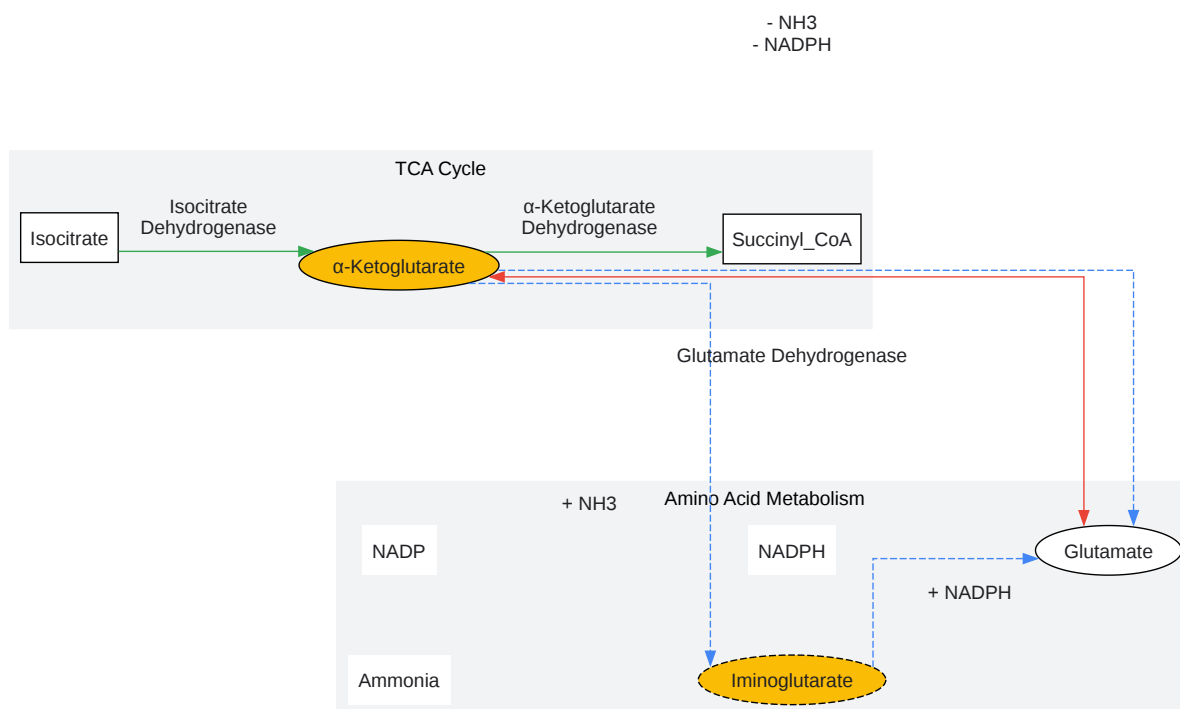 - NH3
- NADPH
TCA Cycle
Isocitrate
Dehydrogenase
α-Ketoglutarate
Dehydrogenase
Isocitrate
α-Ketoglutarate
Succinyl_CoA
Glutamate Dehydrogenase
Amino Acid Metabolism
+ NH3
NADP
NADPH
Glutamate
+ NADPH
Ammonia
Iminoglutarate